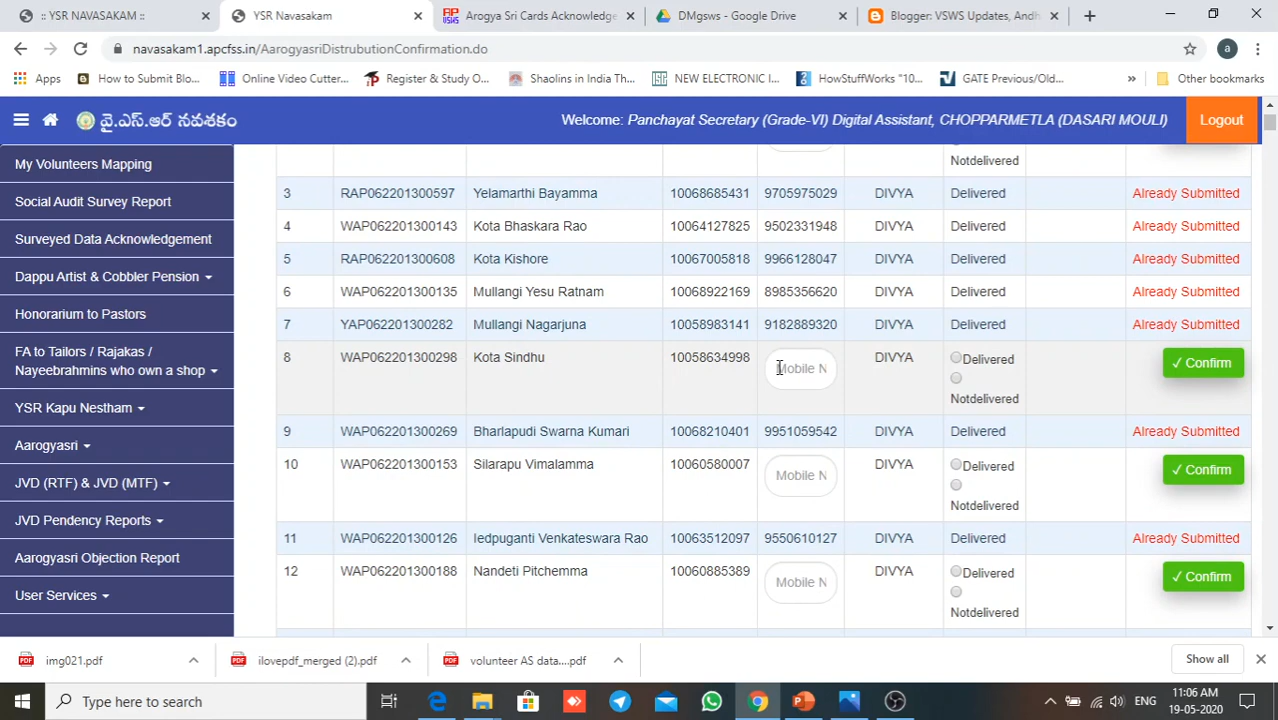 :: YSR NAVASAKAM ::
YSR Navasakam
Arogya Sri Cards Acknowledge
DMgsws - Google Drive
Blogger: VSWS Updates, Andh
navasakam1.apcfss.in/AarogyasriDistrubutionConfirmation.do
a
Apps
How to Submit Blo...
Online Video Cutter...
Register & Study O...
Shaolins in India Th...
NEW ELECTRONIC I...
HowStuffWorks "10...
GATE Previous/Old...
»
Other bookmarks
వై.ఎస్.ఆర్ నవశకం
Welcome: Panchayat Secretary (Grade-VI) Digital Assistant, CHOPPARMETLA (DASARI MOULI)
Logout
My Volunteers Mapping
Social Audit Survey Report
Surveyed Data Acknowledgement
Dappu Artist & Cobbler Pension
Honorarium to Pastors
FA to Tailors / Rajakas /
Nayeebrahmins who own a shop
YSR Kapu Nestham
Aarogyasri
JVD (RTF) & JVD (MTF)
JVD Pendency Reports
Aarogyasri Objection Report
User Services
Notdelivered
3 RAP062201300597 Yelamarthi Bayamma 10068685431 9705975029 DIVYA Delivered Already Submitted
4 WAP062201300143 Kota Bhaskara Rao 10064127825 9502331948 DIVYA Delivered Already Submitted
5 RAP062201300608 Kota Kishore 10067005818 9966128047 DIVYA Delivered Already Submitted
6 WAP062201300135 Mullangi Yesu Ratnam 10068922169 8985356620 DIVYA Delivered Already Submitted
7 YAP062201300282 Mullangi Nagarjuna 10058983141 9182889320 DIVYA Delivered Already Submitted
8 WAP062201300298 Kota Sindhu 10058634998 Mobile N DIVYA Delivered ✓ Confirm
Notdelivered
9 WAP062201300269 Bharlapudi Swarna Kumari 10068210401 9951059542 DIVYA Delivered Already Submitted
10 WAP062201300153 Silarapu Vimalamma 10060580007 Mobile N DIVYA Delivered ✓ Confirm
Notdelivered
11 WAP062201300126 Iedpuganti Venkateswara Rao 10063512097 9550610127 DIVYA Delivered Already Submitted
12 WAP062201300188 Nandeti Pitchemma 10060885389 Mobile N DIVYA Delivered ✓ Confirm
Notdelivered
img021.pdf
ilovepdf_merged (2).pdf
volunteer AS data....pdf
Show all
Type here to search
ENG
11:06 AM
19-05-2020